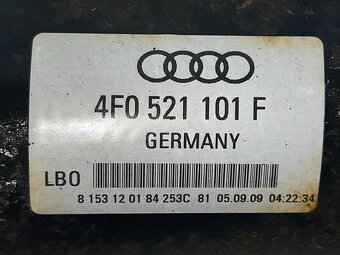 4F0 521 101 F
GERMANY
LBO
8 153 12 01 84 253C 81 05.09.09 04:22:34